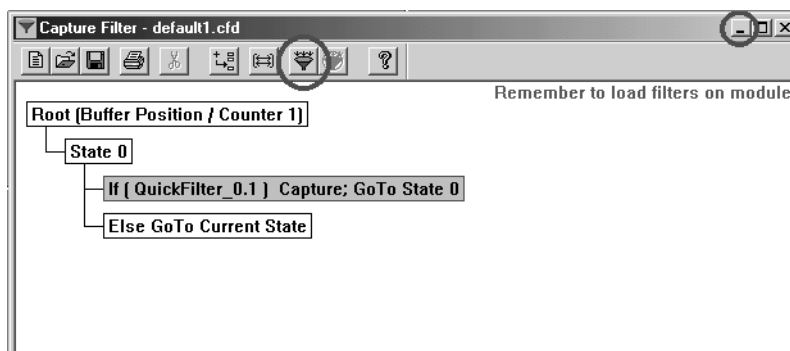 Capture Filter - default1.cfd
Remember to load filters on module
Root (Buffer Position / Counter 1)
State 0
If ( QuickFilter_0.1 ) Capture; GoTo State 0
Else GoTo Current State